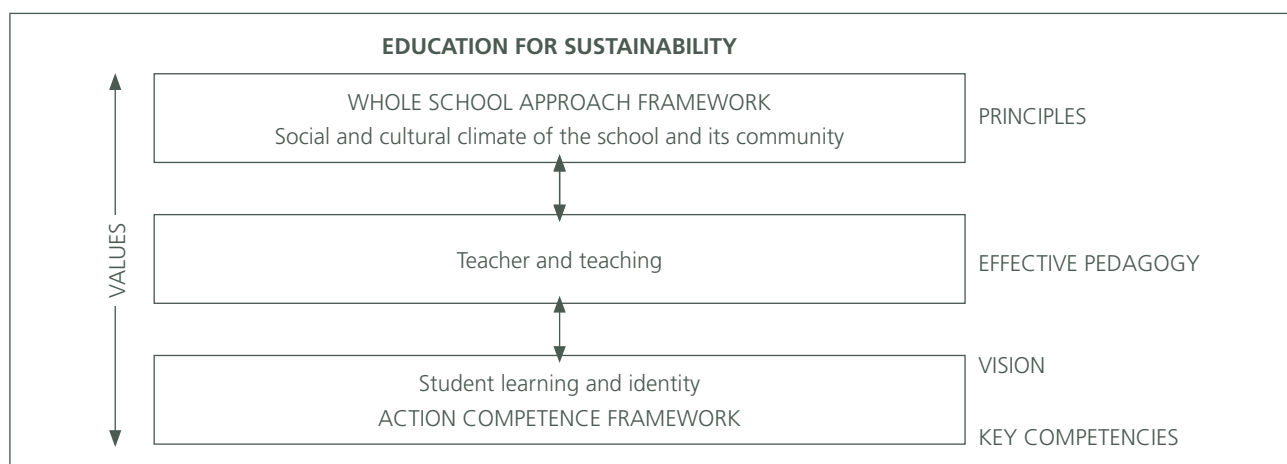 EDUCATION FOR SUSTAINABILITY
WHOLE SCHOOL APPROACH FRAMEWORK
Social and cultural climate of the school and its community
PRINCIPLES
VALUES
Teacher and teaching
EFFECTIVE PEDAGOGY
VISION
Student learning and identity
ACTION COMPETENCE FRAMEWORK
KEY COMPETENCIES